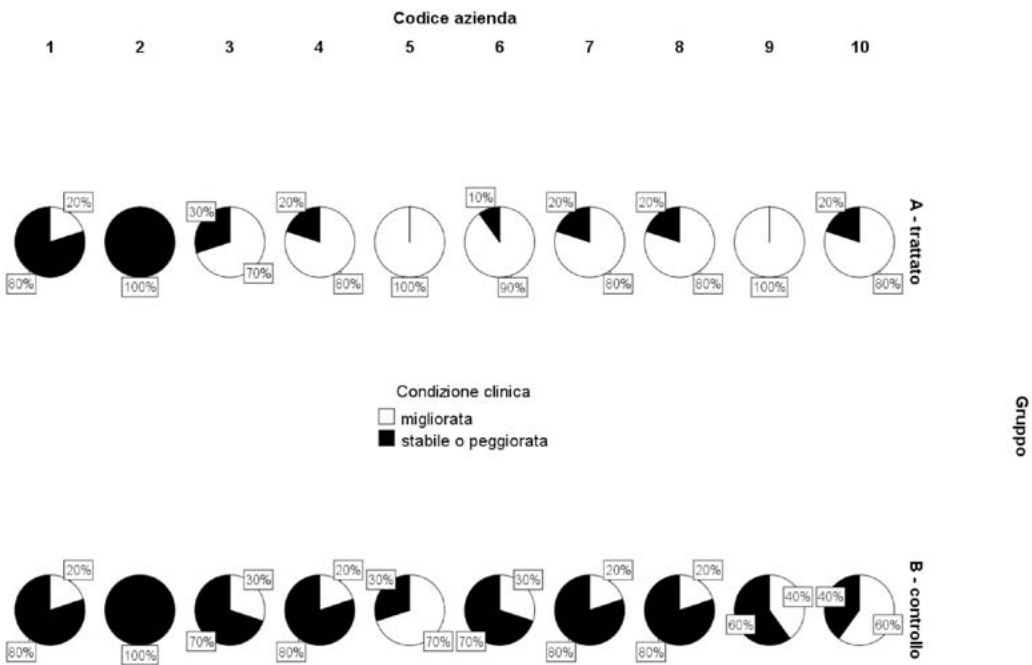 Codice azienda
1 2 3 4 5 6 7 8 9 10
20% 30% 20% 10% 20% 20% 20%
80% 100% 70% 80% 100% 90% 80% 80% 100% 80%
A - trattato
Condizione clinica
migliorata
stabile o peggiorata
Gruppo
20% 30% 20% 30% 30% 20% 20% 40% 40%
80% 100% 70% 80% 70% 70% 80% 80% 60% 60%
B - controllo